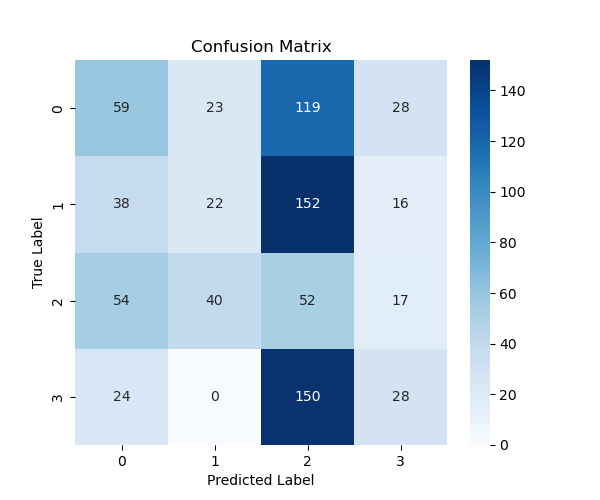 Confusion Matrix
0 59 23 119 28
1 38 22 152 16
2 54 40 52 17
3 24 0 150 28
0 1 2 3
Predicted Label
True Label
140
120
100
80
60
40
20
0